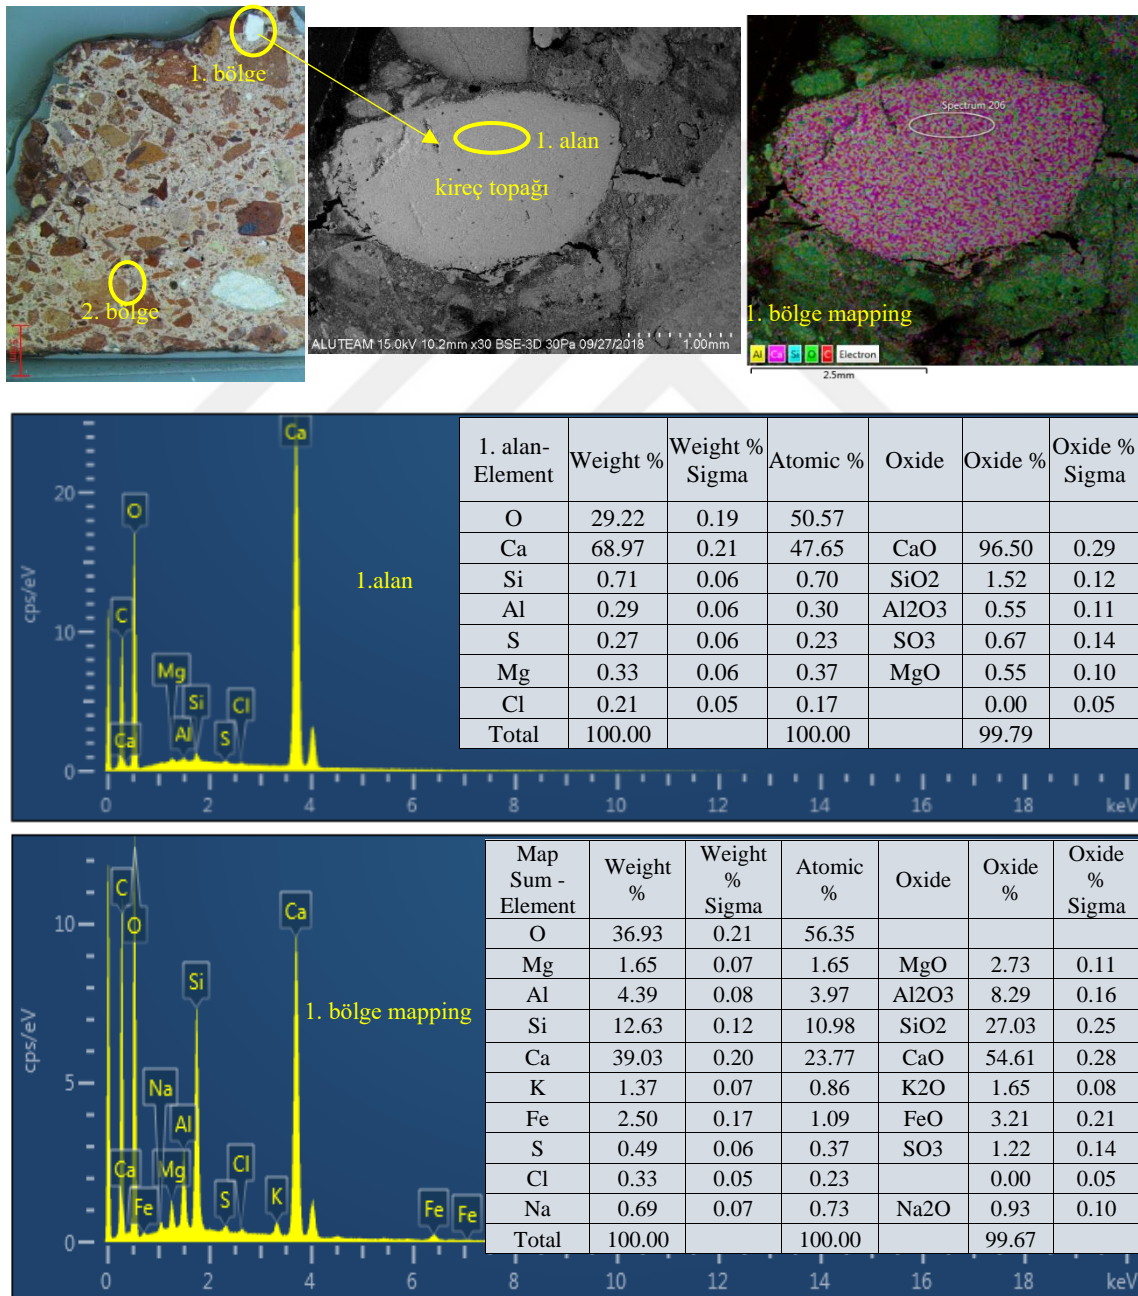 1. bölge
2. bölge
1. alan
kireç topağı
ALUTEAM 15.0kV 10.2mm x30 BSE-3D 30Pa 09/27/2018
1.00mm
Spectrum 206
1. bölge mapping
Al Ca Si O C Electron
2.5mm
cps/eV
20
10
0
Ca
O
C
Ca
Mg
Al
Si
S
Cl
1.alan
0 2 4 6 8 10 12 14 16 18 keV
1. alan- Weight % Weight % Atomic % Oxide Oxide % Oxide %
Element Sigma Sigma
O 29.22 0.19 50.57
Ca 68.97 0.21 47.65 CaO 96.50 0.29
Si 0.71 0.06 0.70 SiO2 1.52 0.12
Al 0.29 0.06 0.30 Al2O3 0.55 0.11
S 0.27 0.06 0.23 SO3 0.67 0.14
Mg 0.33 0.06 0.37 MgO 0.55 0.10
Cl 0.21 0.05 0.17 0.00 0.05
Total 100.00 100.00 99.79
cps/eV
10
5
0
C
O
Ca
Fe
Na
Mg
Al
Si
S
Cl
K
Ca
Fe
Fe
1. bölge mapping
0 2 4 6 8 10 12 14 16 18 keV
Map Weight Weight Atomic Oxide Oxide Oxide
Sum - % % % % %
Element Sigma Sigma
O 36.93 0.21 56.35
Mg 1.65 0.07 1.65 MgO 2.73 0.11
Al 4.39 0.08 3.97 Al2O3 8.29 0.16
Si 12.63 0.12 10.98 SiO2 27.03 0.25
Ca 39.03 0.20 23.77 CaO 54.61 0.28
K 1.37 0.07 0.86 K2O 1.65 0.08
Fe 2.50 0.17 1.09 FeO 3.21 0.21
S 0.49 0.06 0.37 SO3 1.22 0.14
Cl 0.33 0.05 0.23 0.00 0.05
Na 0.69 0.07 0.73 Na2O 0.93 0.10
Total 100.00 100.00 99.67